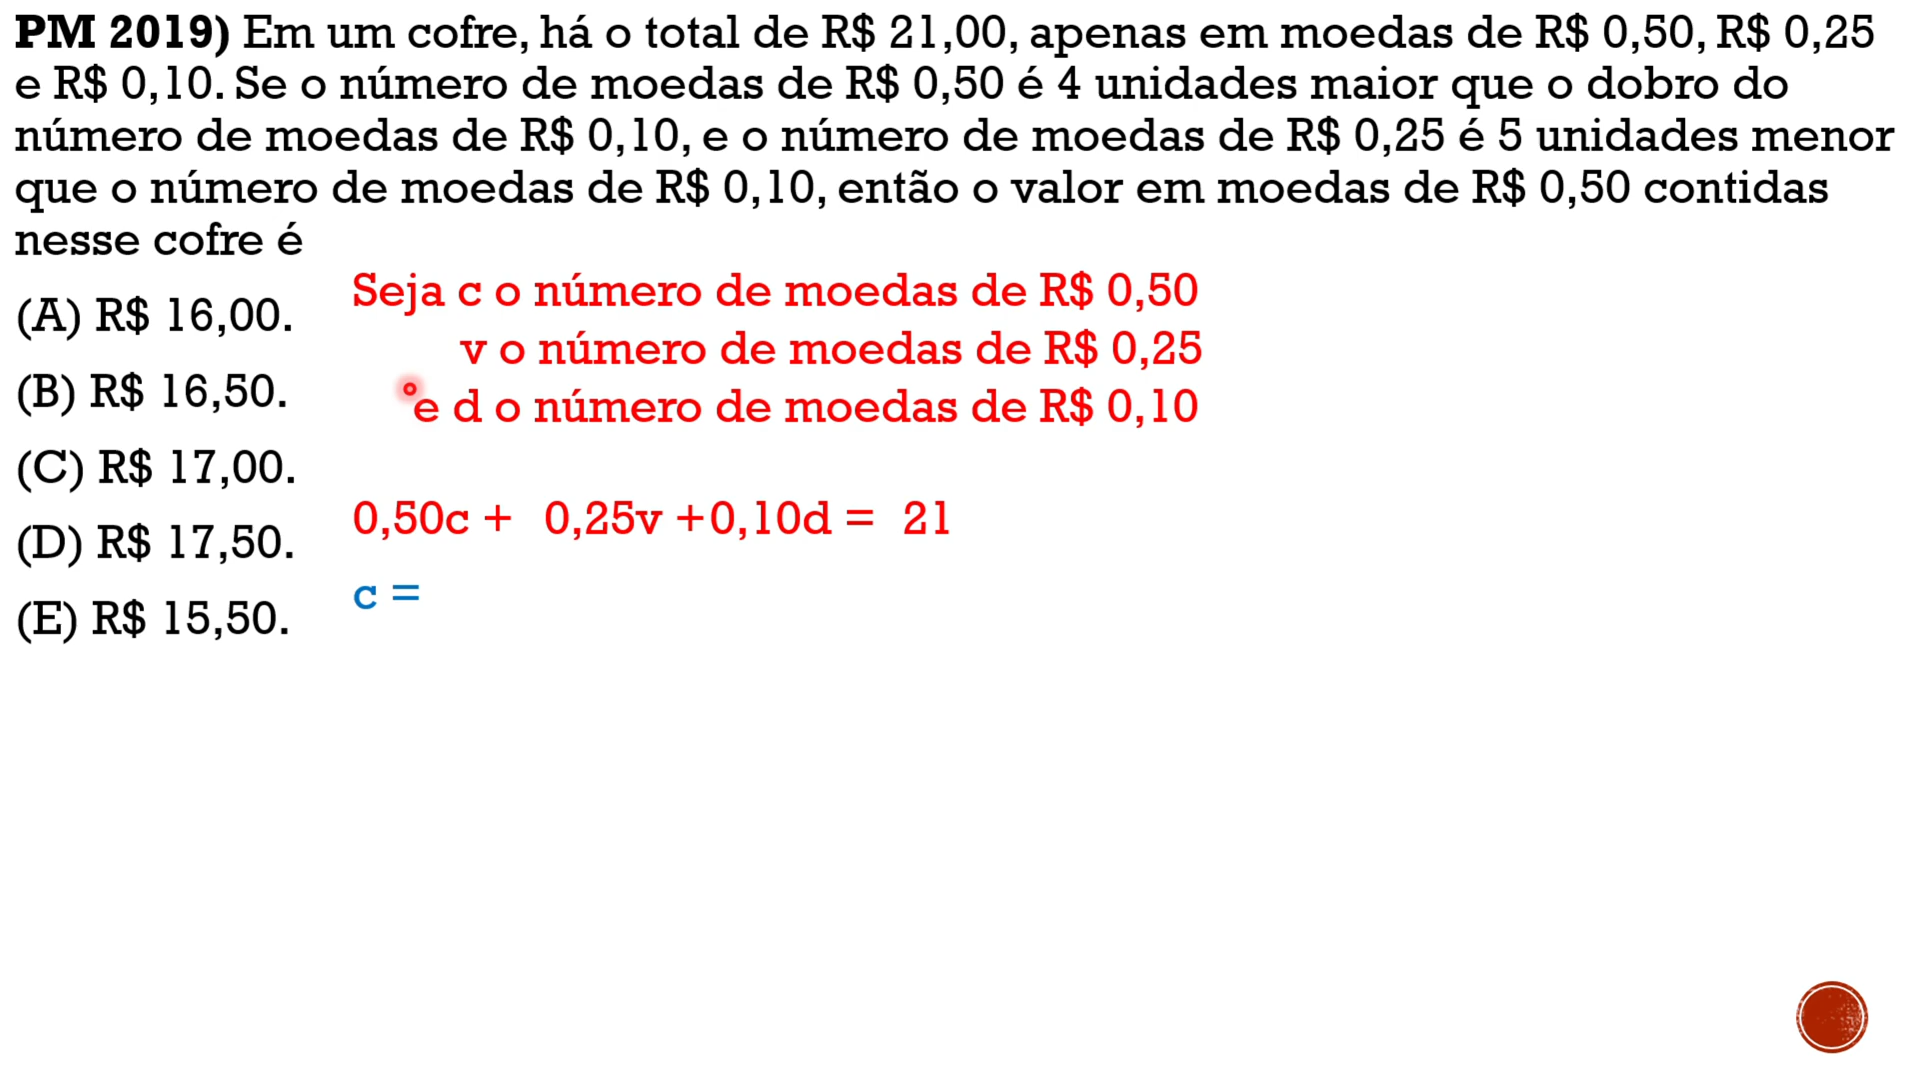 PM 2019) Em um cofre, há o total de R$ 21,00, apenas em moedas de R$ 0,50, R$ 0,25
e R$ 0,10. Se o número de moedas de R$ 0,50 é 4 unidades maior que o dobro do
número de moedas de R$ 0,10, e o número de moedas de R$ 0,25 é 5 unidades menor
que o número de moedas de R$ 0,10, então o valor em moedas de R$ 0,50 contidas
nesse cofre é
(A) R$ 16,00.
(B) R$ 16,50.
(C) R$ 17,00.
(D) R$ 17,50.
(E) R$ 15,50.
Seja c o número de moedas de R$ 0,50
v o número de moedas de R$ 0,25
e d o número de moedas de R$ 0,10
0,50c + 0,25v +0,10d = 21
c =